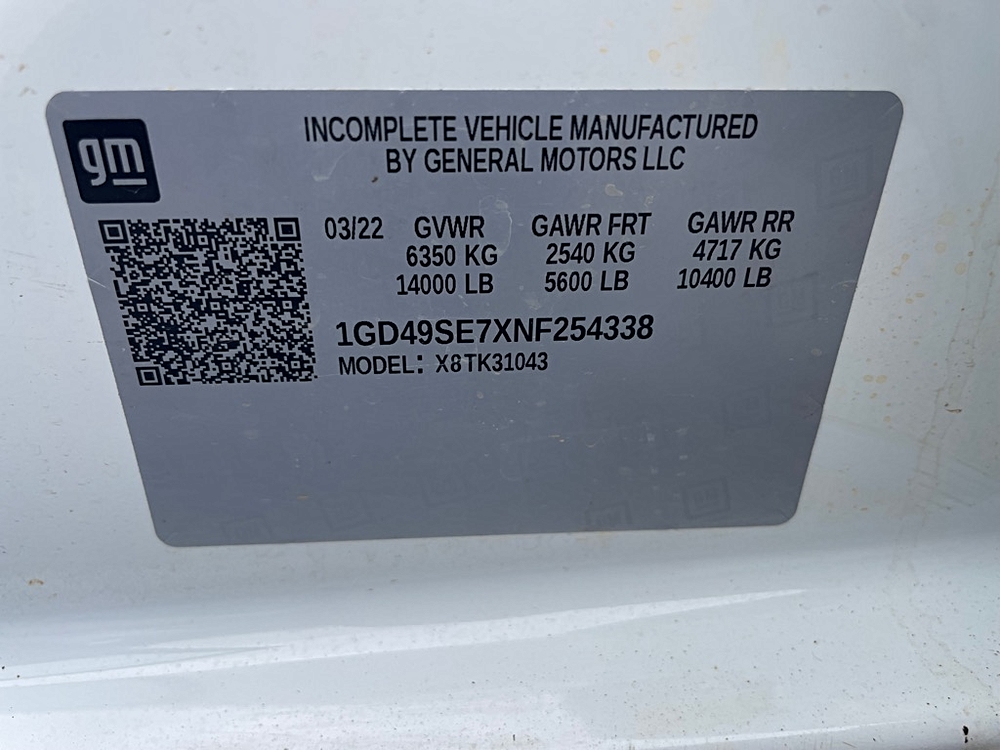 gm
INCOMPLETE VEHICLE MANUFACTURED
BY GENERAL MOTORS LLC
03/22 GVWR GAWR FRT GAWR RR
6350 KG 2540 KG 4717 KG
14000 LB 5600 LB 10400 LB
1GD49SE7XNF254338
MODEL: X8TK31043